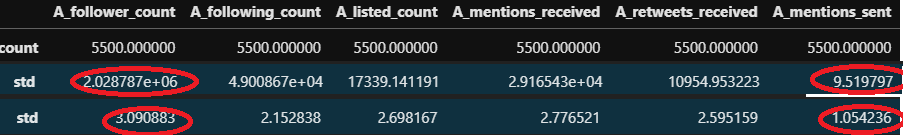 A_follower_count A_following_count A_listed_count A_mentions_received A_retweets_received A_mentions_sent
count 5500.000000 5500.000000 5500.000000 5500.000000 5500.000000 5500.000000
std 2.028787e+06 4.900867e+04 17339.141191 2.916543e+04 10954.953223 9.519797
std 3.090883 2.152838 2.698167 2.776521 2.595159 1.054236